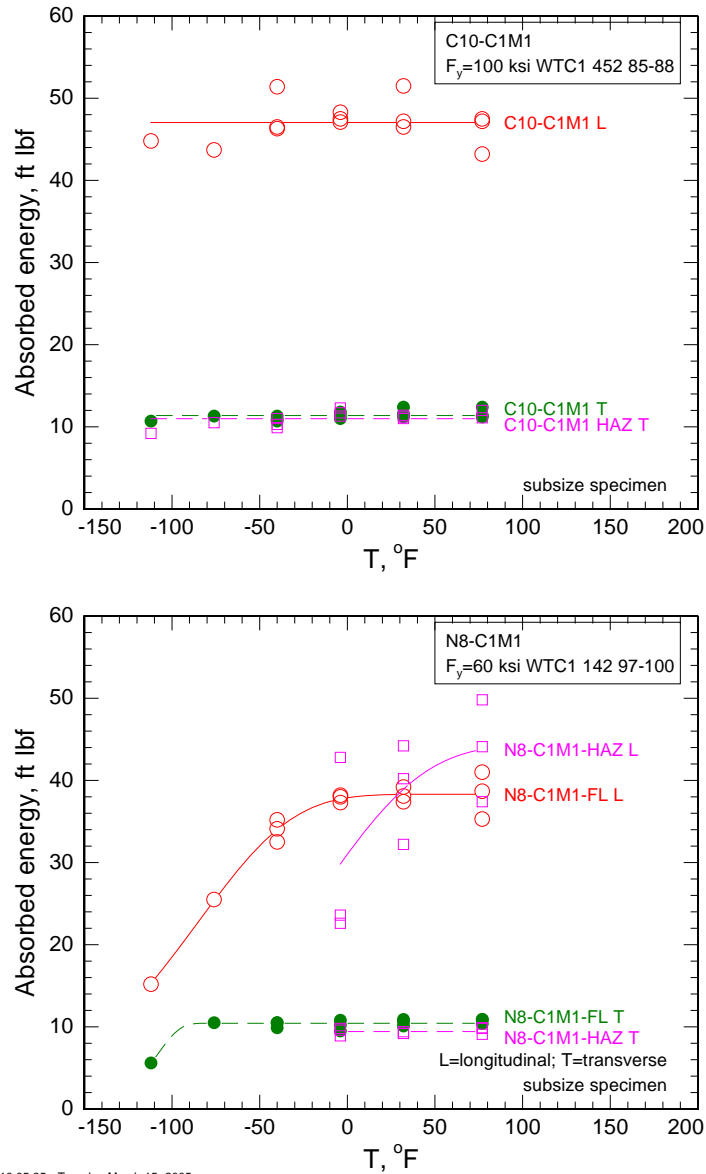 60
50
40
30
20
10
0
Absorbed energy, ft lbf
C10-C1M1
Fy=100 ksi WTC1 452 85-88
C10-C1M1 L
C10-C1M1 T
C10-C1M1 HAZ T
subsize specimen
-150 -100 -50 0 50 100 150 200
T, °F
60
50
40
30
20
10
0
Absorbed energy, ft lbf
N8-C1M1
Fy=60 ksi WTC1 142 97-100
N8-C1M1-HAZ L
N8-C1M1-FL L
N8-C1M1-FL T
N8-C1M1-HAZ T
L=longitudinal; T=transverse
subsize specimen
-150 -100 -50 0 50 100 150 200
T, °F